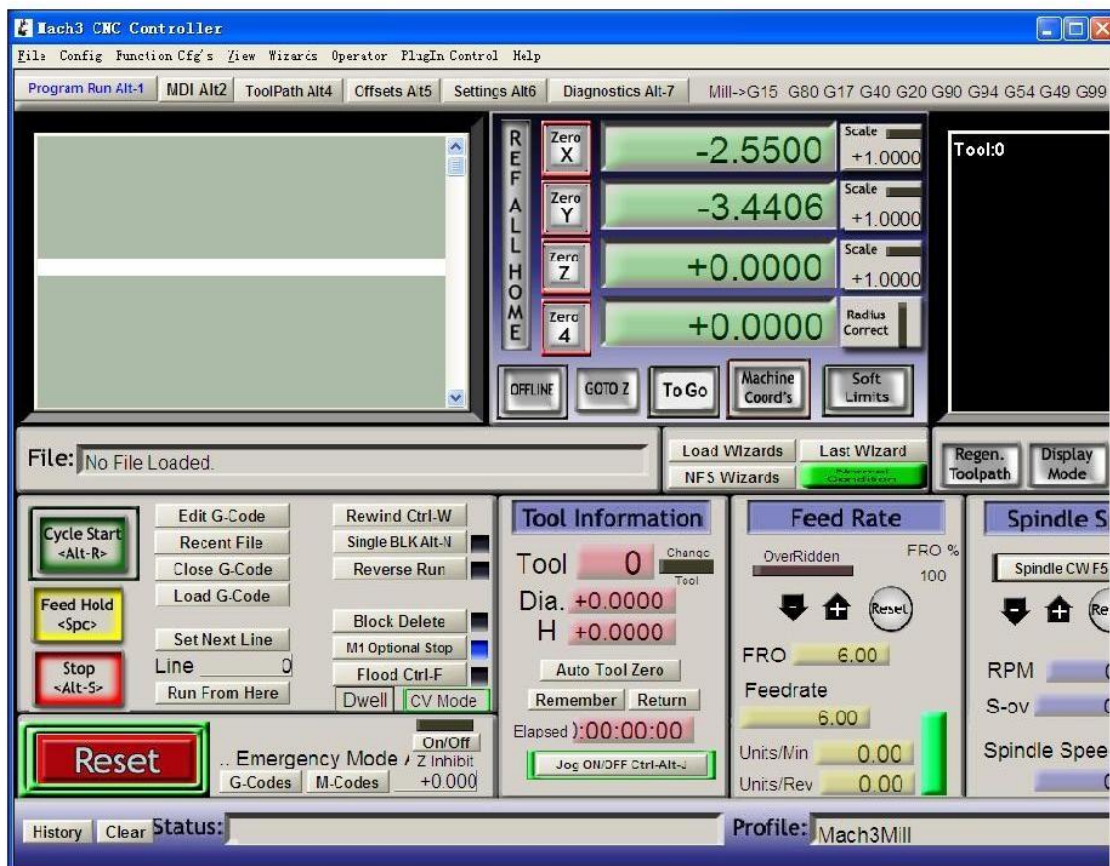 Mach3 CNC Controller
File Config Function Cfg's View Wizards Operator PlugIn Control Help
Program Run Alt-1 MDI Alt2 ToolPath Alt4 Offsets Alt5 Settings Alt6 Diagnostics Alt-7 Mill->G15 G80 G17 G40 G20 G90 G94 G54 G49 G99
REF ALL HOME
Zero X -2.5500 Scale +1.0000
Zero Y -3.4406 Scale +1.0000
Zero Z +0.0000 Scale +1.0000
Zero 4 +0.0000 Radius Correct
Tool:0
OFFLINE GOTO Z To Go Machine Coord's Soft Limits
File: No File Loaded.
Load Wizards Last Wizard
NFS Wizards Normal Condition
Regen. Toolpath Display Mode
Cycle Start <Alt-R>
Feed Hold <Spc>
Stop <Alt-S>
Edit G-Code
Recent File
Close G-Code
Load G-Code
Set Next Line
Line 0
Run From Here
Rewind Ctrl-W
Single BLK Alt-N
Reverse Run
Block Delete
M1 Optional Stop
Flood Ctrl-F
Dwell CV Mode
Reset
.. Emergency Mode
G-Codes M-Codes
On/Off
Z Inhibit
+0.000
Tool Information
Tool 0 Change Tool
Dia. +0.0000
H +0.0000
Auto Tool Zero
Remember Return
Elapsed ):00:00:00
Jog ON/OFF Ctrl-Alt-J
Feed Rate
OverRidden FRO %
100
Reset
FRO 6.00
Feedrate
6.00
Units/Min 0.00
Units/Rev 0.00
Spindle S
Spindle CW F5
Re
RPM
S-ov
Spindle Spee
History Clear Status:
Profile: Mach3Mill